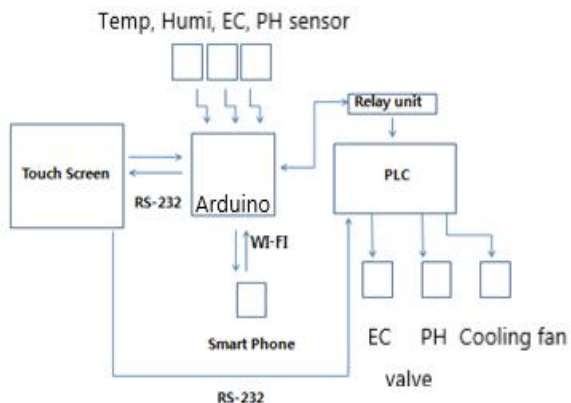 Temp, Humi, EC, PH sensor
Relay unit
Touch Screen
PLC
RS-232
Arduino
WI-FI
Smart Phone
EC PH Cooling fan
valve
RS-232